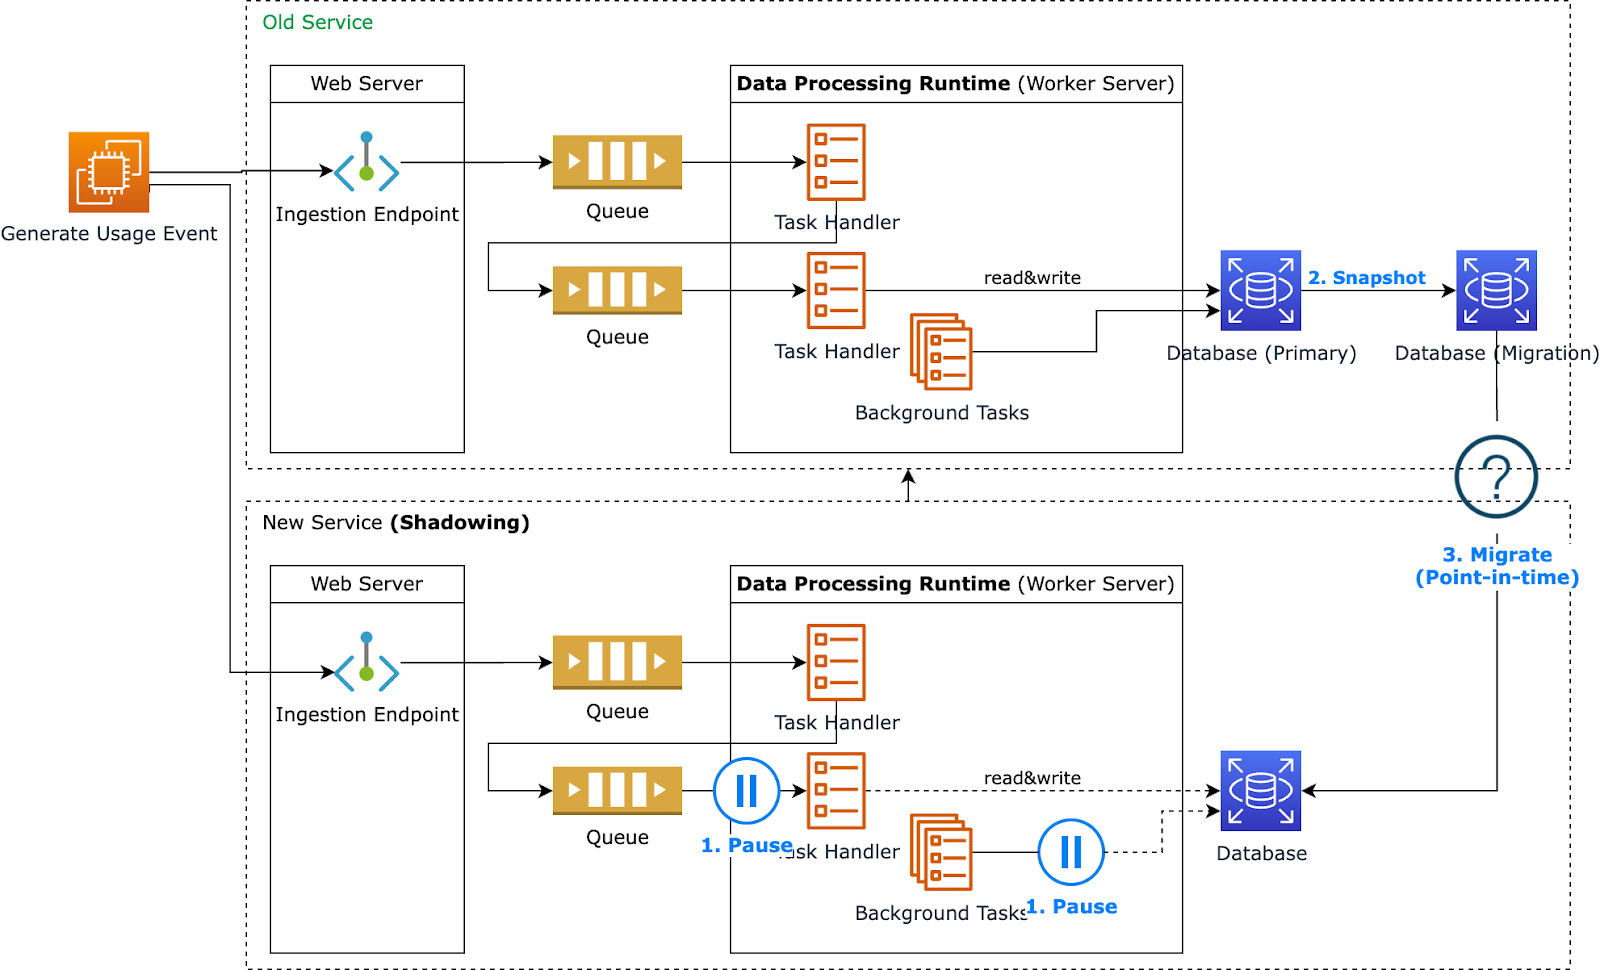 Old Service
Web Server
Data Processing Runtime (Worker Server)
Ingestion Endpoint
Queue
Task Handler
Generate Usage Event
read&write
2. Snapshot
Queue
Task Handler
Database (Primary)
Database (Migration)
Background Tasks
?
New Service (Shadowing)
3. Migrate
(Point-in-time)
Web Server
Data Processing Runtime (Worker Server)
Ingestion Endpoint
Queue
Task Handler
read&write
Queue
1. Pause
ask Handler
Database
Background Tasks
1. Pause